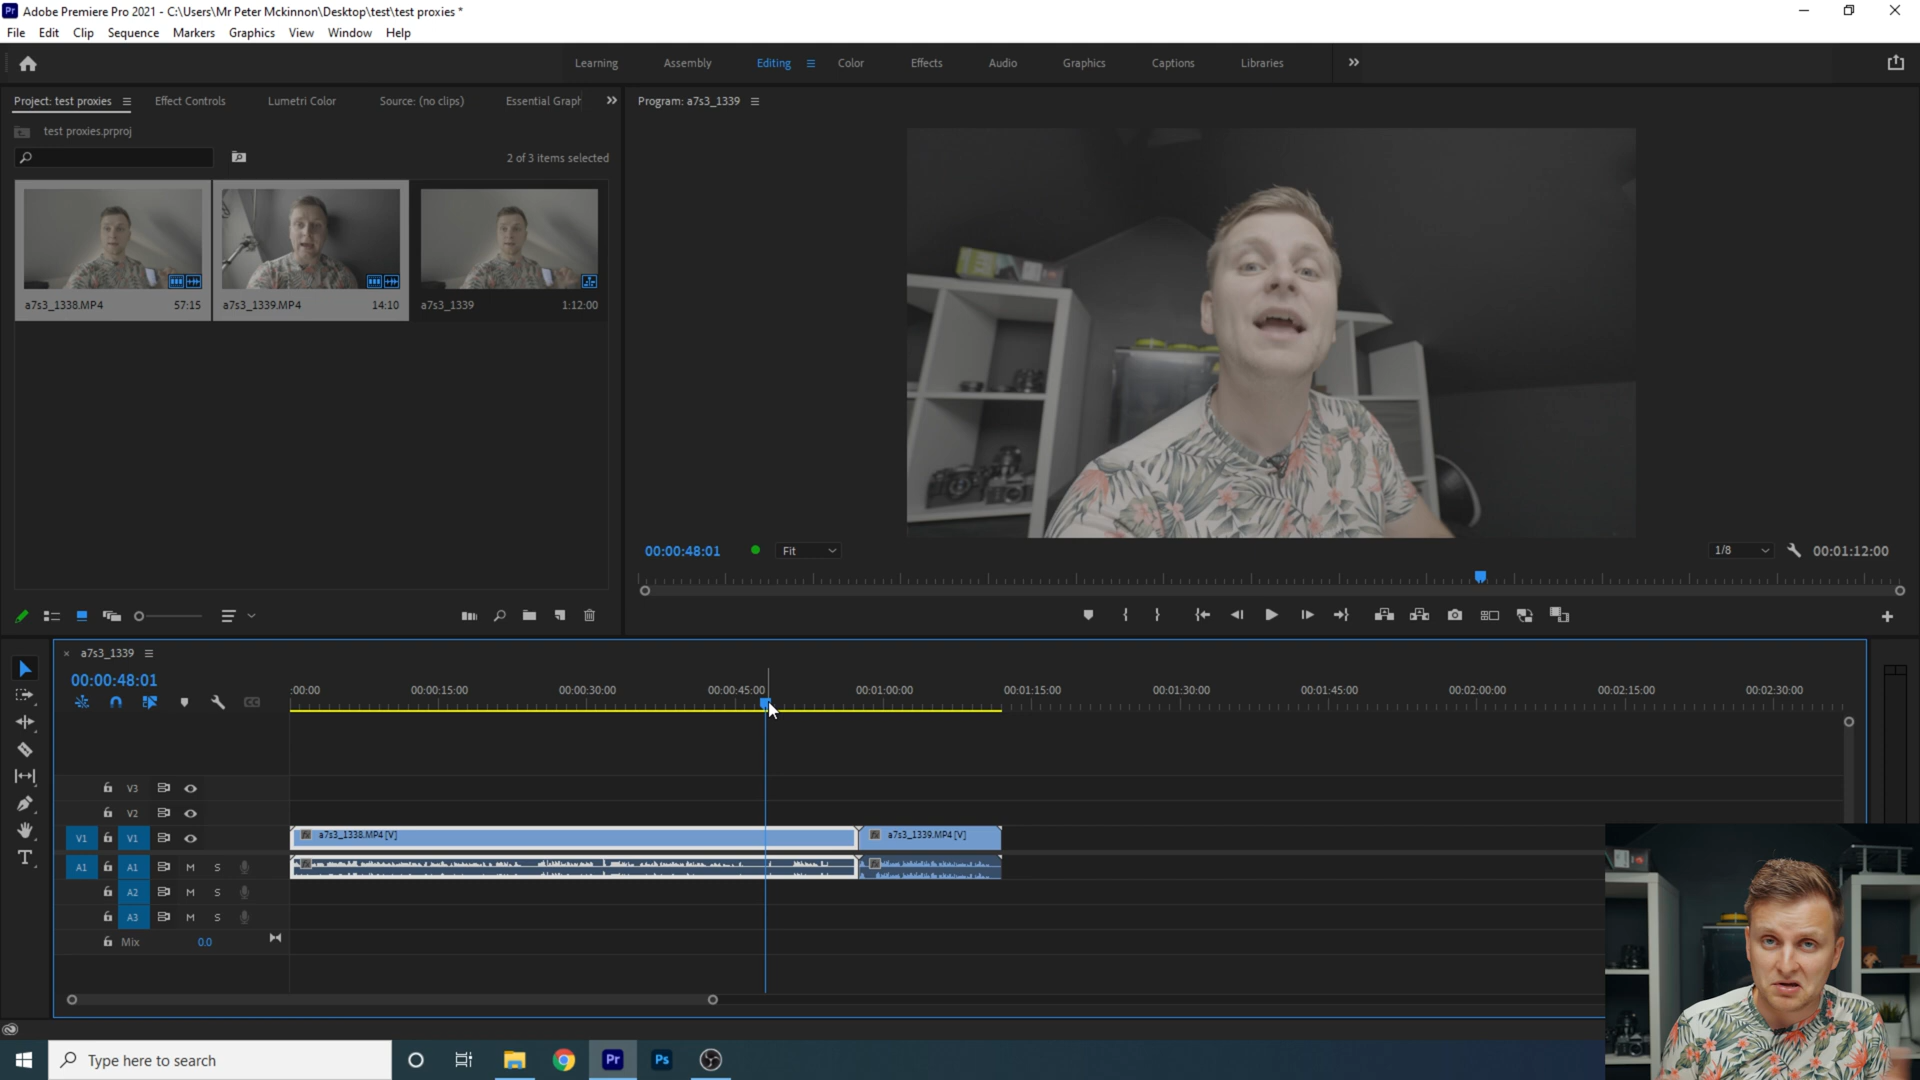 Pr Adobe Premiere Pro 2021 - C:\Users\Mr Peter Mckinnon\Desktop\test\test proxies *
File Edit Clip Sequence Markers Graphics View Window Help
Learning Assembly Editing Color Effects Audio Graphics Captions Libraries
Project: test proxies Effect Controls Lumetri Color Source: (no clips) Essential Graph
Program: a7s3_1339
test proxies.prproj
2 of 3 items selected
a7s3_1338.MP4 57:15 a7s3_1339.MP4 14:10 a7s3_1339 1:12:00
00:00:48:01 Fit 1/8 00:01:12:00
a7s3_1339
00:00:48:01
:00:00 00:00:15:00 00:00:30:00 00:00:45:00 00:01:00:00 00:01:15:00 00:01:30:00 00:01:45:00 00:02:00:00 00:02:15:00 00:02:30:00
V3
V2
V1 V1 a7s3_1338.MP4 [V] a7s3_1339.MP4 [V]
A1 A1 M S
A2 M S
A3 M S
Mix 0.0
Type here to search Pr Ps